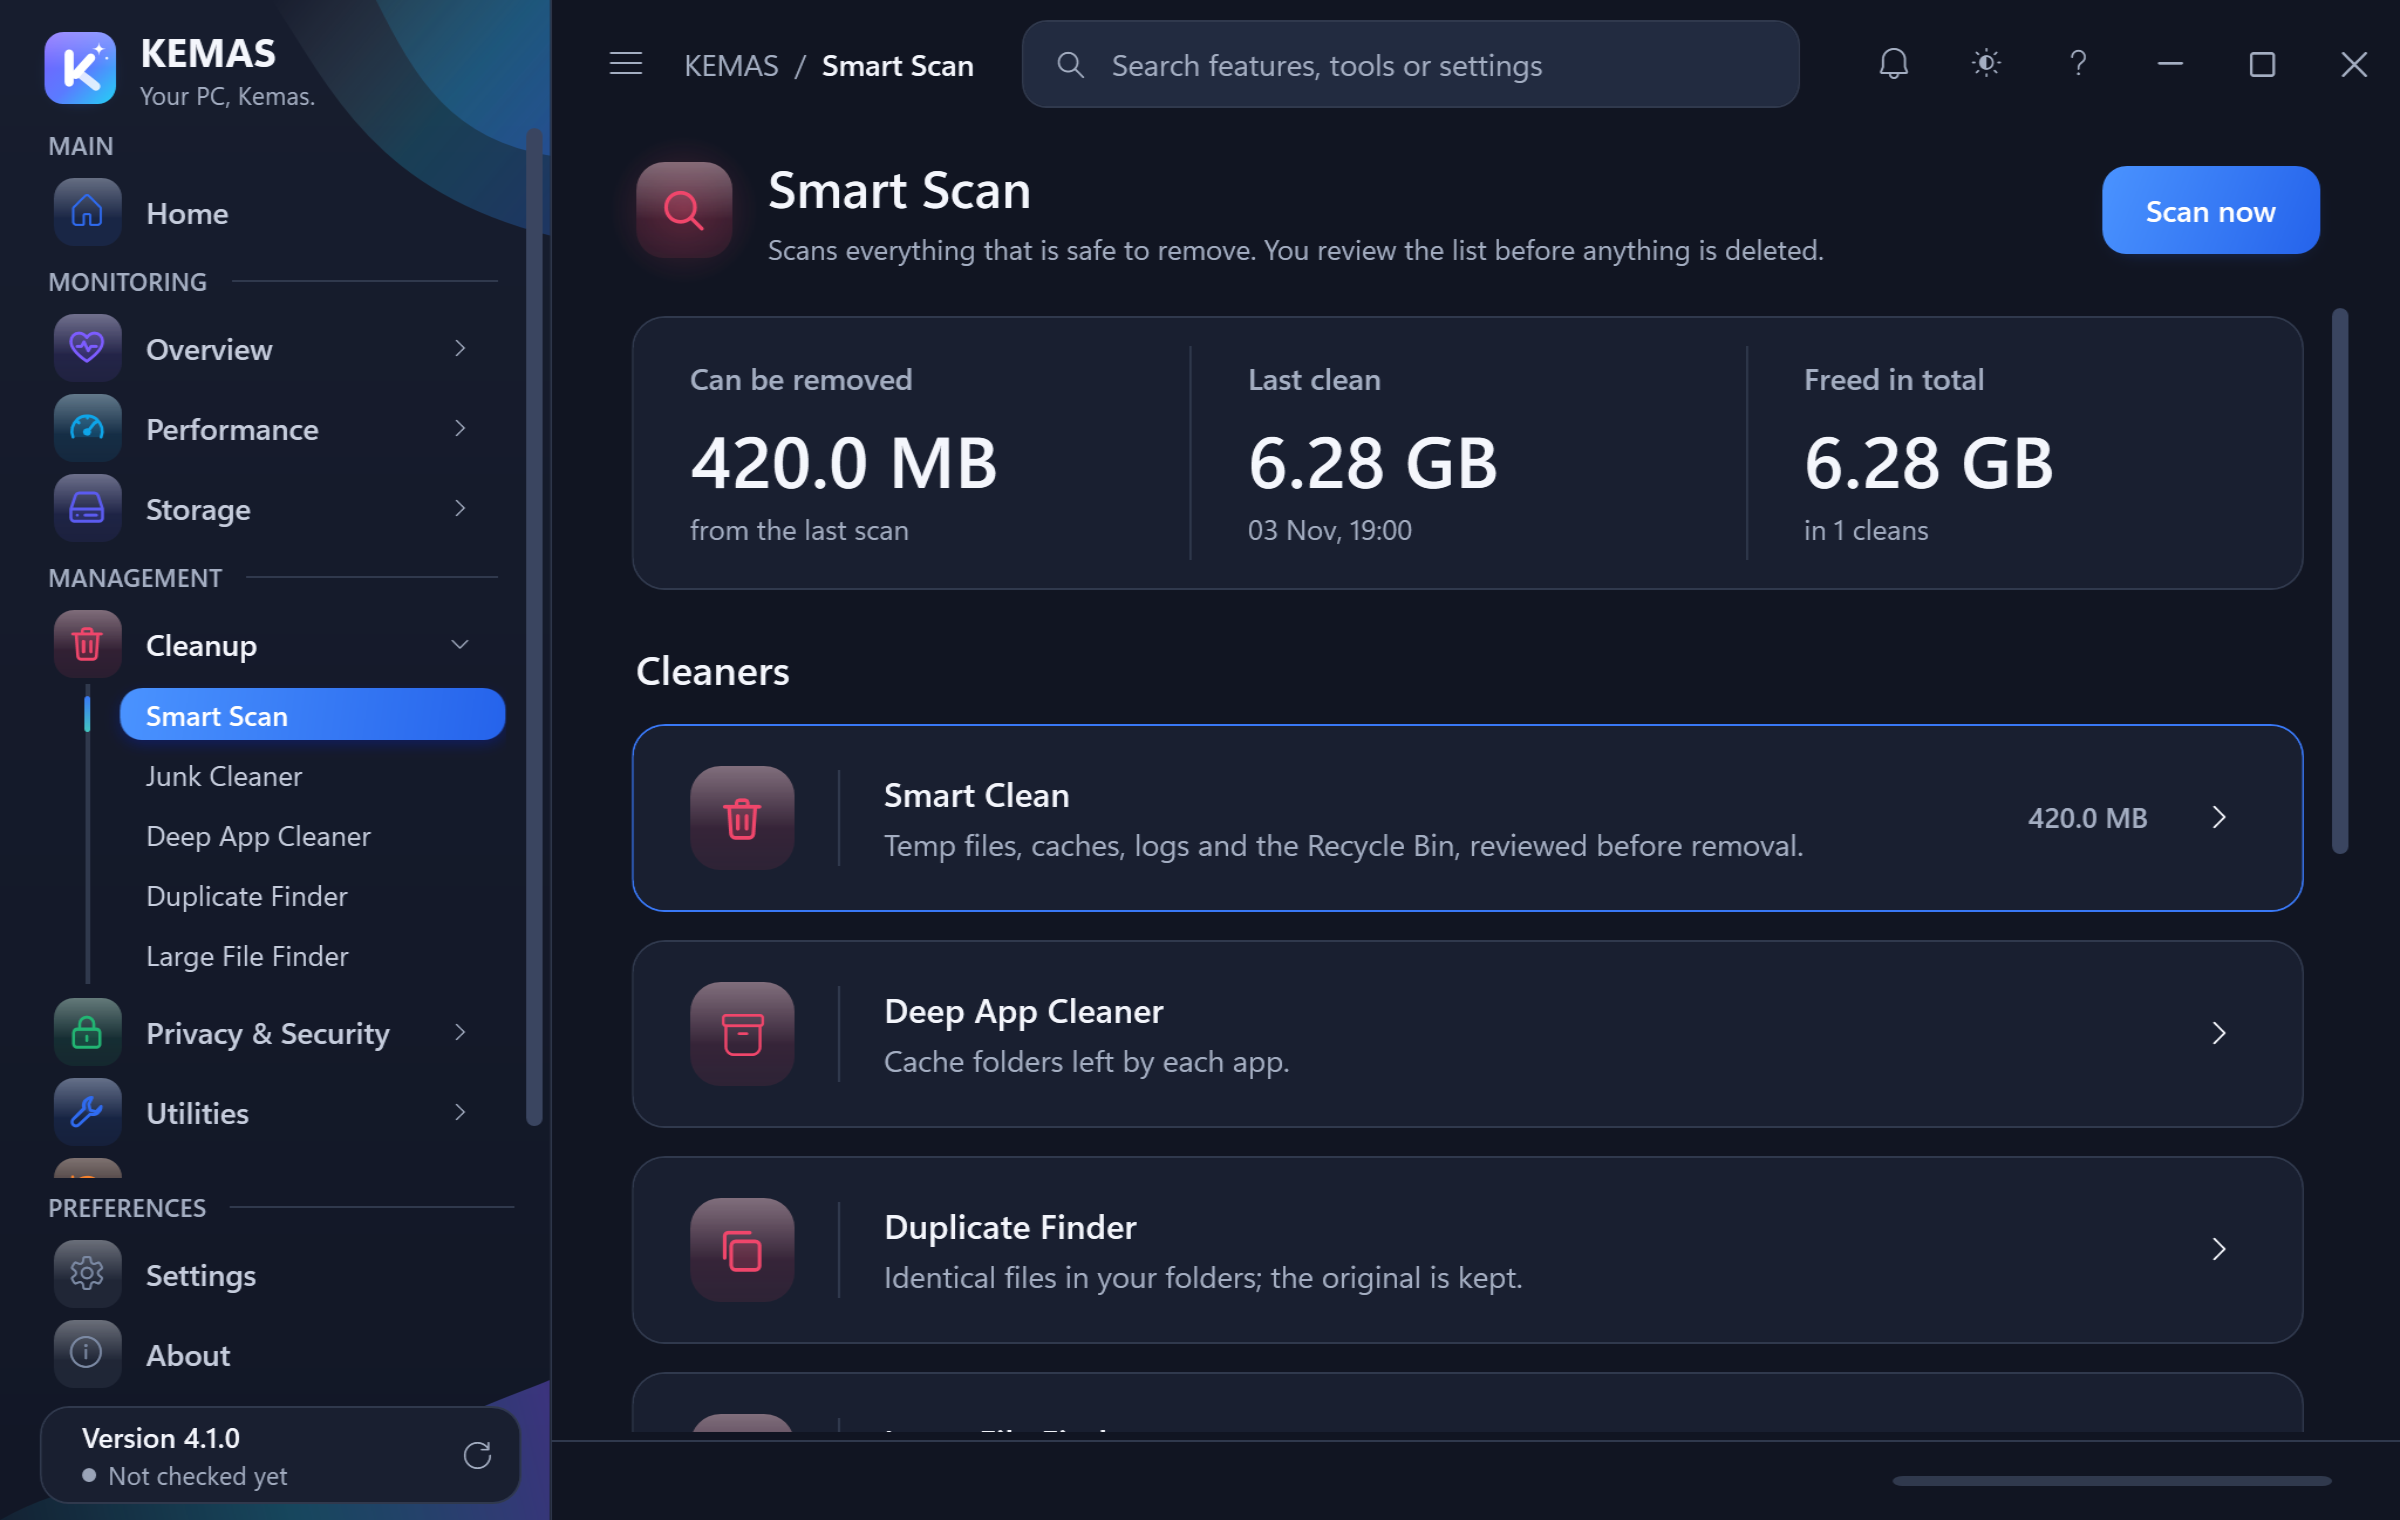 KEMAS
Your PC, Kemas.
MAIN
Home
MONITORING
Overview
Performance
Storage
MANAGEMENT
Cleanup
Smart Scan
Junk Cleaner
Deep App Cleaner
Duplicate Finder
Large File Finder
Privacy & Security
Utilities
PREFERENCES
Settings
About
Version 4.1.0
Not checked yet
KEMAS / Smart Scan
Search features, tools or settings
Smart Scan
Scans everything that is safe to remove. You review the list before anything is deleted.
Scan now
Can be removed
420.0 MB
from the last scan
Last clean
6.28 GB
03 Nov, 19:00
Freed in total
6.28 GB
in 1 cleans
Cleaners
Smart Clean
Temp files, caches, logs and the Recycle Bin, reviewed before removal.
420.0 MB
Deep App Cleaner
Cache folders left by each app.
Duplicate Finder
Identical files in your folders; the original is kept.